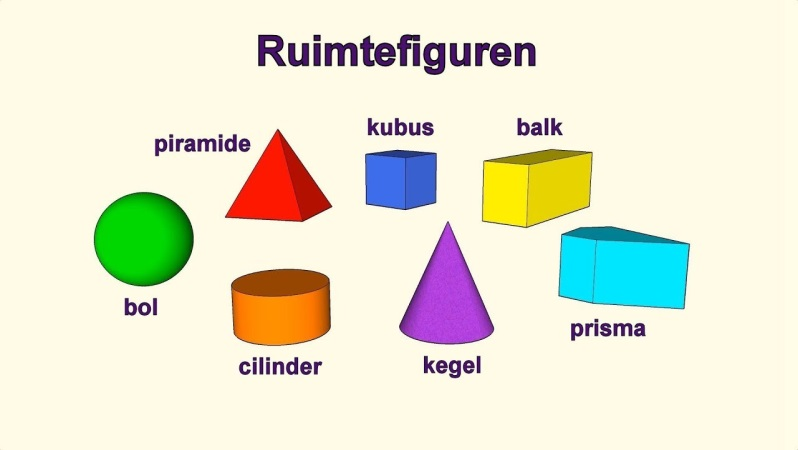 Ruimtefiguren
piramide
kubus
balk
bol
cilinder
kegel
prisma